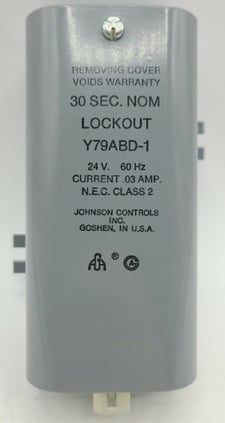 REMOVING COVER
VOIDS WARRANTY
30 SEC. NOM.
LOCKOUT
Y79ABD-1
24 V. 60 Hz
CURRENT .03 AMP.
N.E.C. CLASS 2
JOHNSON CONTROLS
INC.
GOSHEN, IN U.S.A.
®